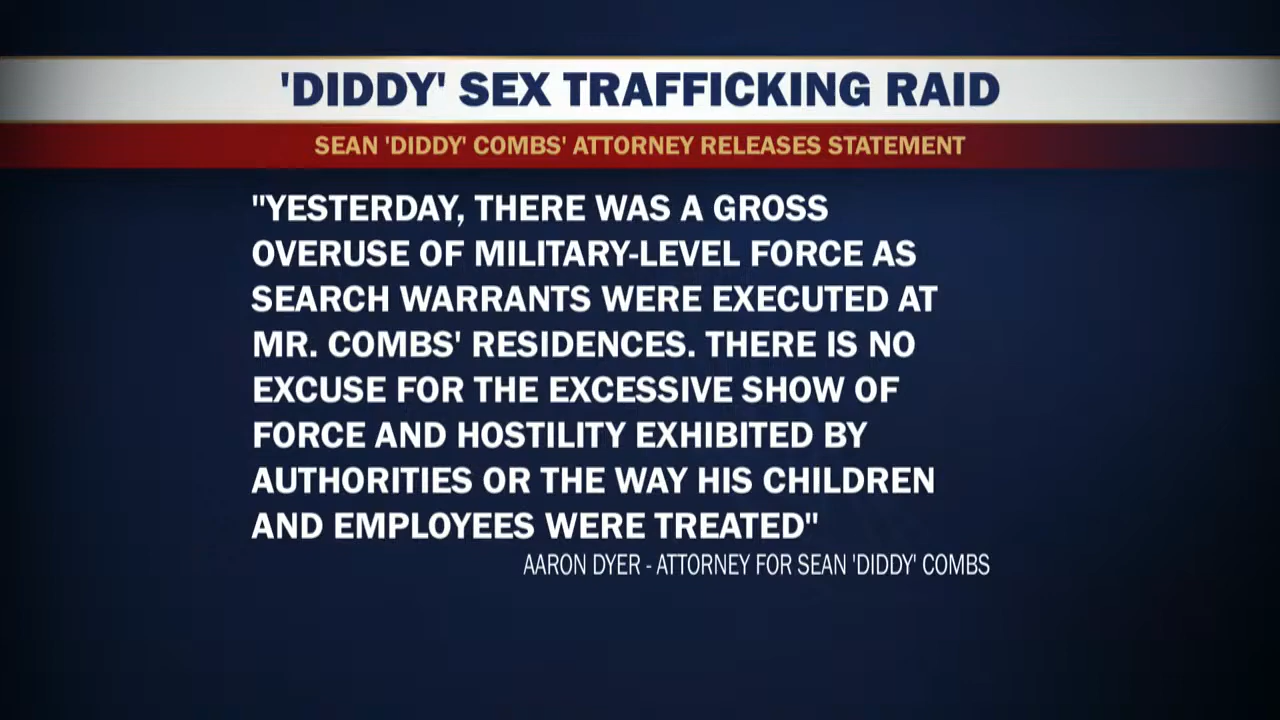 'DIDDY' SEX TRAFFICKING RAID
SEAN 'DIDDY' COMBS' ATTORNEY RELEASES STATEMENT
"YESTERDAY, THERE WAS A GROSS
OVERUSE OF MILITARY-LEVEL FORCE AS
SEARCH WARRANTS WERE EXECUTED AT
MR. COMBS' RESIDENCES. THERE IS NO
EXCUSE FOR THE EXCESSIVE SHOW OF
FORCE AND HOSTILITY EXHIBITED BY
AUTHORITIES OR THE WAY HIS CHILDREN
AND EMPLOYEES WERE TREATED"
AARON DYER - ATTORNEY FOR SEAN 'DIDDY' COMBS